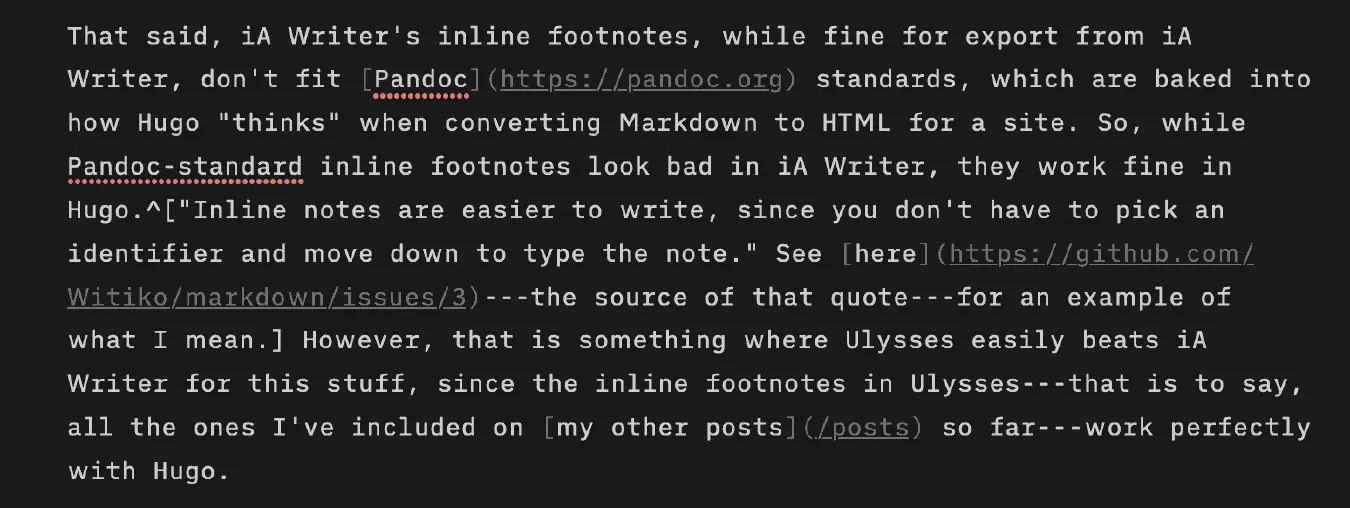 That said, iA Writer's inline footnotes, while fine for export from iA
Writer, don't fit [Pandoc](https://pandoc.org) standards, which are baked into
how Hugo "thinks" when converting Markdown to HTML for a site. So, while
Pandoc-standard inline footnotes look bad in iA Writer, they work fine in
Hugo.^["Inline notes are easier to write, since you don't have to pick an
identifier and move down to type the note." See [here](https://github.com/
Witiko/markdown/issues/3)---the source of that quote---for an example of
what I mean.] However, that is something where Ulysses easily beats iA
Writer for this stuff, since the inline footnotes in Ulysses---that is to say,
all the ones I've included on [my other posts](/posts) so far---work perfectly
with Hugo.